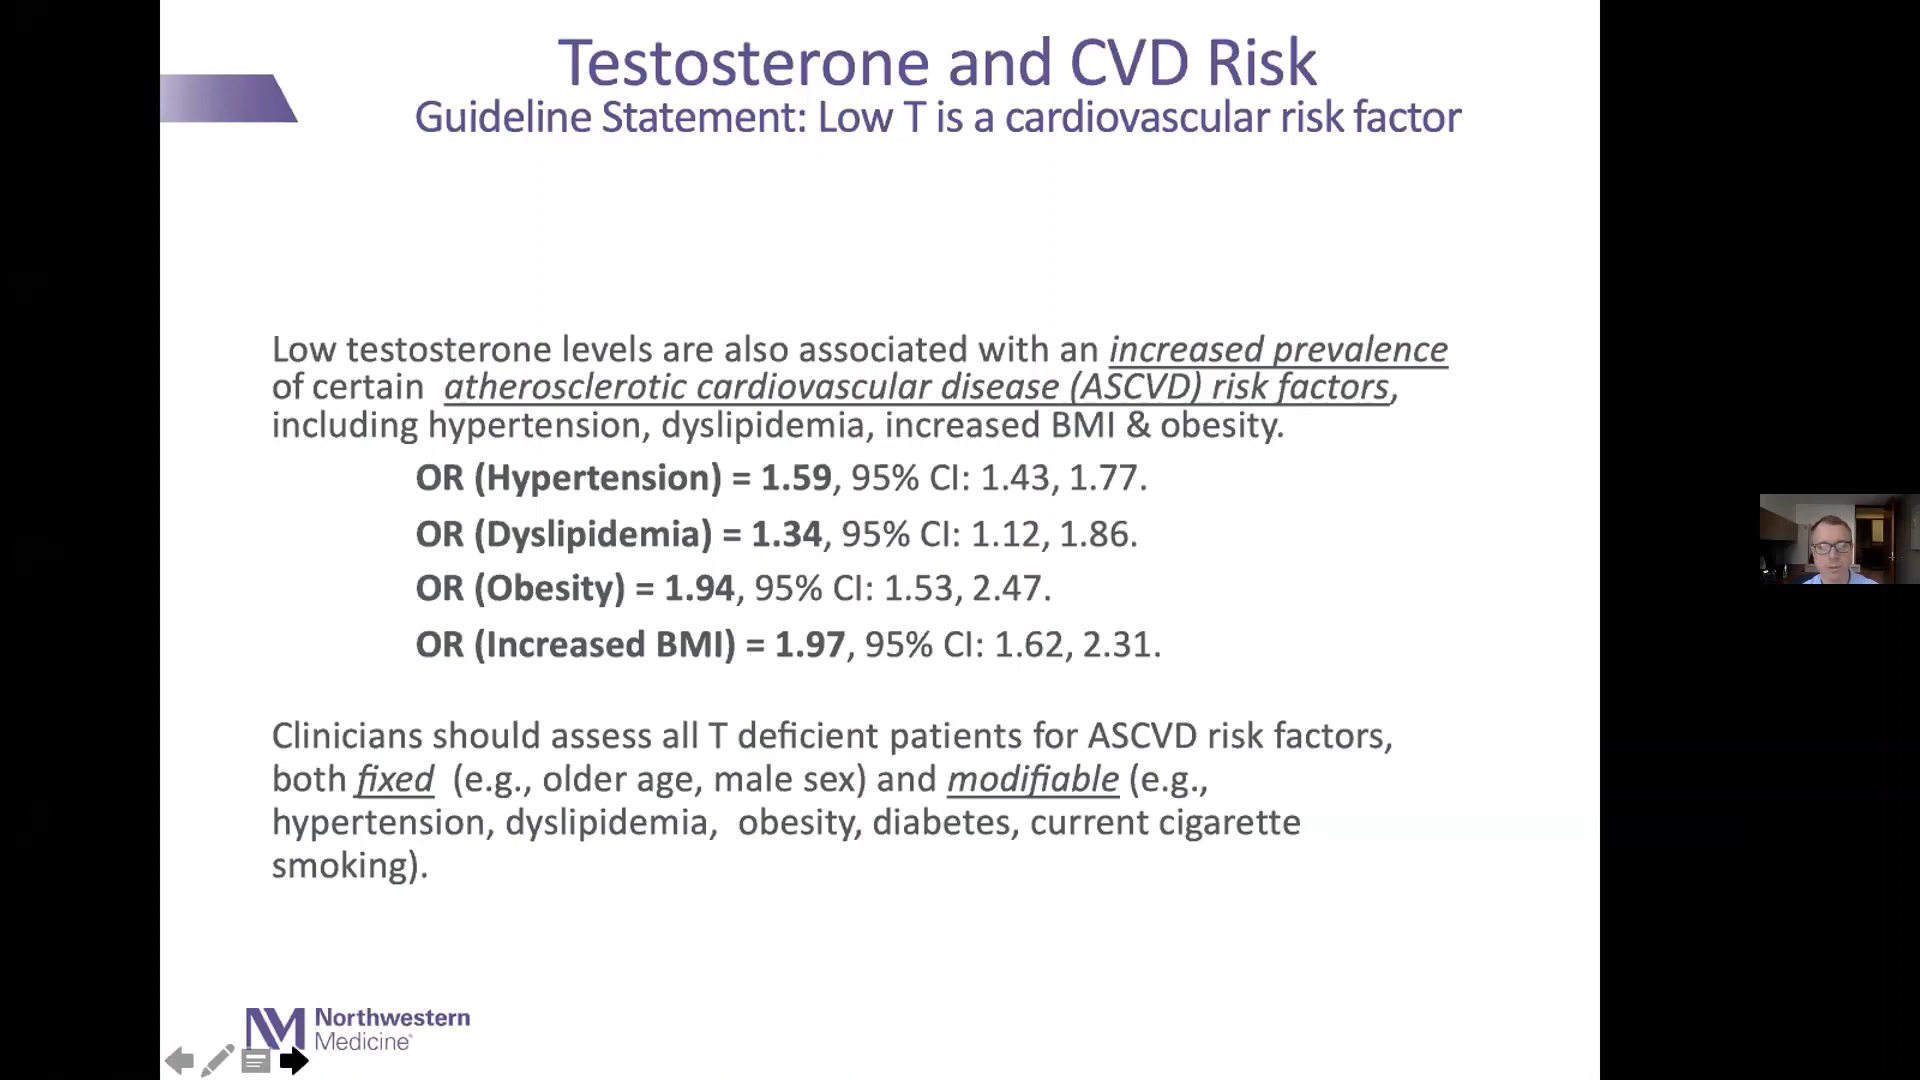 Testosterone and CVD Risk
Guideline Statement: Low T is a cardiovascular risk factor
Low testosterone levels are also associated with an increased prevalence
of certain atherosclerotic cardiovascular disease (ASCVD) risk factors,
including hypertension, dyslipidemia, increased BMI & obesity.
OR (Hypertension) = 1.59, 95% CI: 1.43, 1.77.
OR (Dyslipidemia) = 1.34, 95% CI: 1.12, 1.86.
OR (Obesity) = 1.94, 95% CI: 1.53, 2.47.
OR (Increased BMI) = 1.97, 95% CI: 1.62, 2.31.
Clinicians should assess all T deficient patients for ASCVD risk factors,
both fixed (e.g., older age, male sex) and modifiable (e.g.,
hypertension, dyslipidemia, obesity, diabetes, current cigarette
smoking).
NM Northwestern
Medicine®